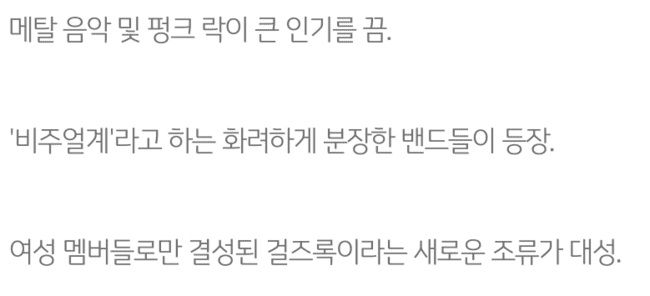 메탈 음악 및 펑크 락이 큰 인기를 끔.
'비주얼계'라고 하는 화려하게 분장한 밴드들이 등장.
여성 멤버들로만 결성된 걸즈록이라는 새로운 조류가 대성.